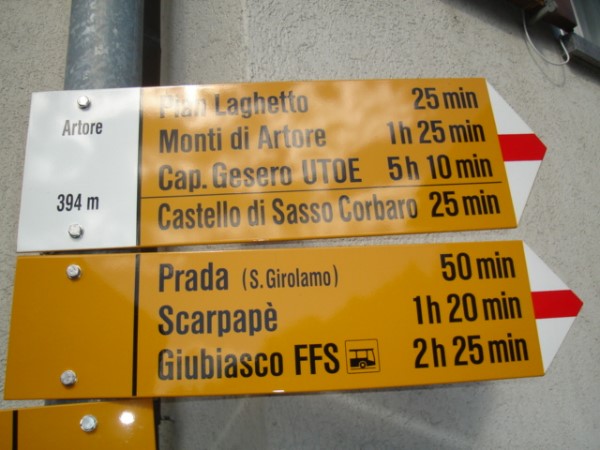 Artore
394 m
Pian Laghetto 25 min
Monti di Artore 1h 25 min
Cap. Gesero UTOE 5h 10 min
Castello di Sasso Corbaro 25 min
Prada (S. Girolamo) 50 min
Scarpapè 1h 20 min
Giubiasco FFS 2h 25 min